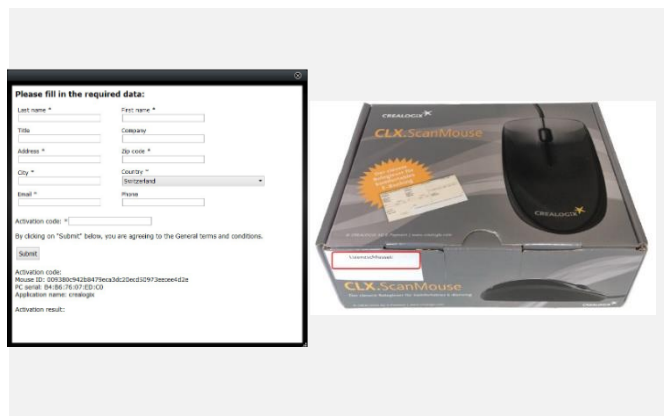 Please fill in the required data:
Last name *
First name *
Title
Company
Address *
Zip code *
City *
Country *
Switzerland
Email *
Phone
Activation code: *
By clicking on "Submit" below, you are agreeing to the General terms and conditions.
Submit
Activation code:
Mouse ID: 009380c942b8479eca3dc20ecd30973eecee4d2e
PC serial: B4:B6:76:07:ED:C0
Application name: crealogix
Activation result::
CREALOGIX
CLX.ScanMouse
CREALOGIX
CLX.ScanMouse